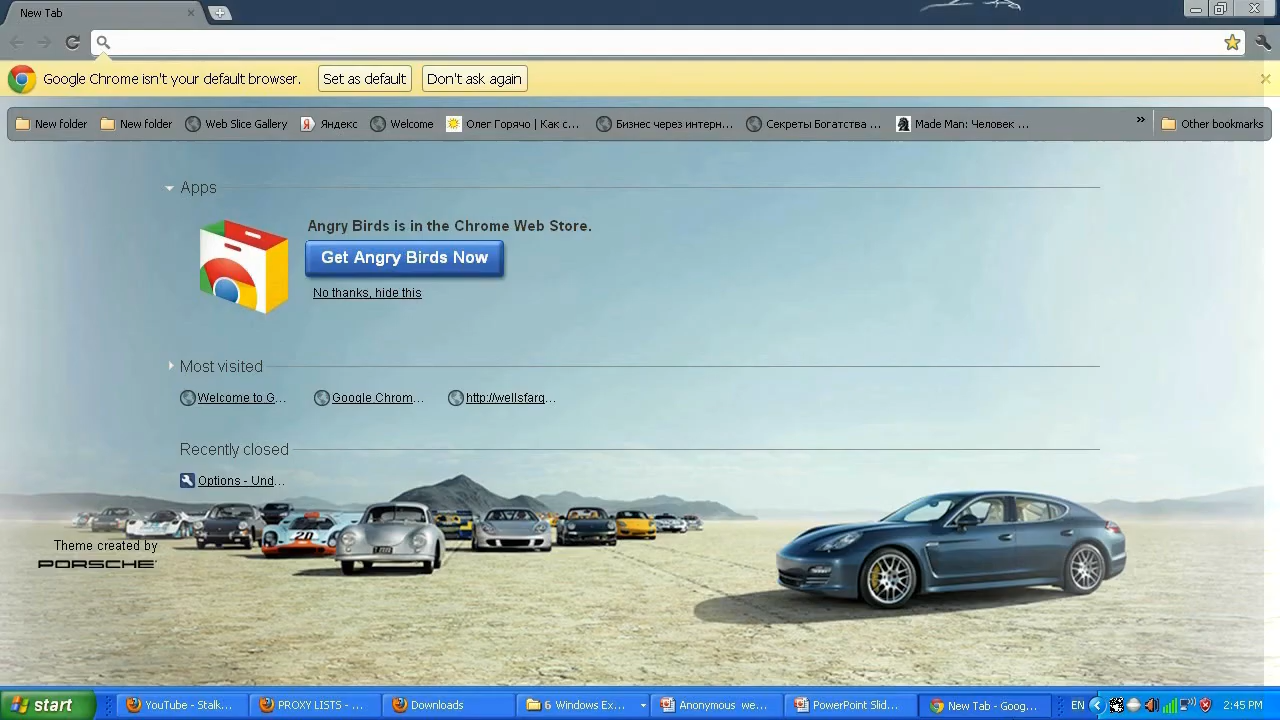 New Tab
Google Chrome isn't your default browser. Set as default Don't ask again
New folder New folder Web Slice Gallery Яндекс Welcome Олег Горячо | Как с... Бизнес через интерн... Секреты Богатства ... Made Man: Человек ... » Other bookmarks
Apps
Angry Birds is in the Chrome Web Store.
Get Angry Birds Now
No thanks, hide this
Most visited
Welcome to G... Google Chrom... http://wellsfarg...
Recently closed
Options - Und...
20
Theme created by
PORSCHE
start YouTube - Stalk... PROXY LISTS - ... Downloads 6 Windows Ex... Anonymous we... PowerPoint Slid... New Tab - Goog... EN 2:45 PM